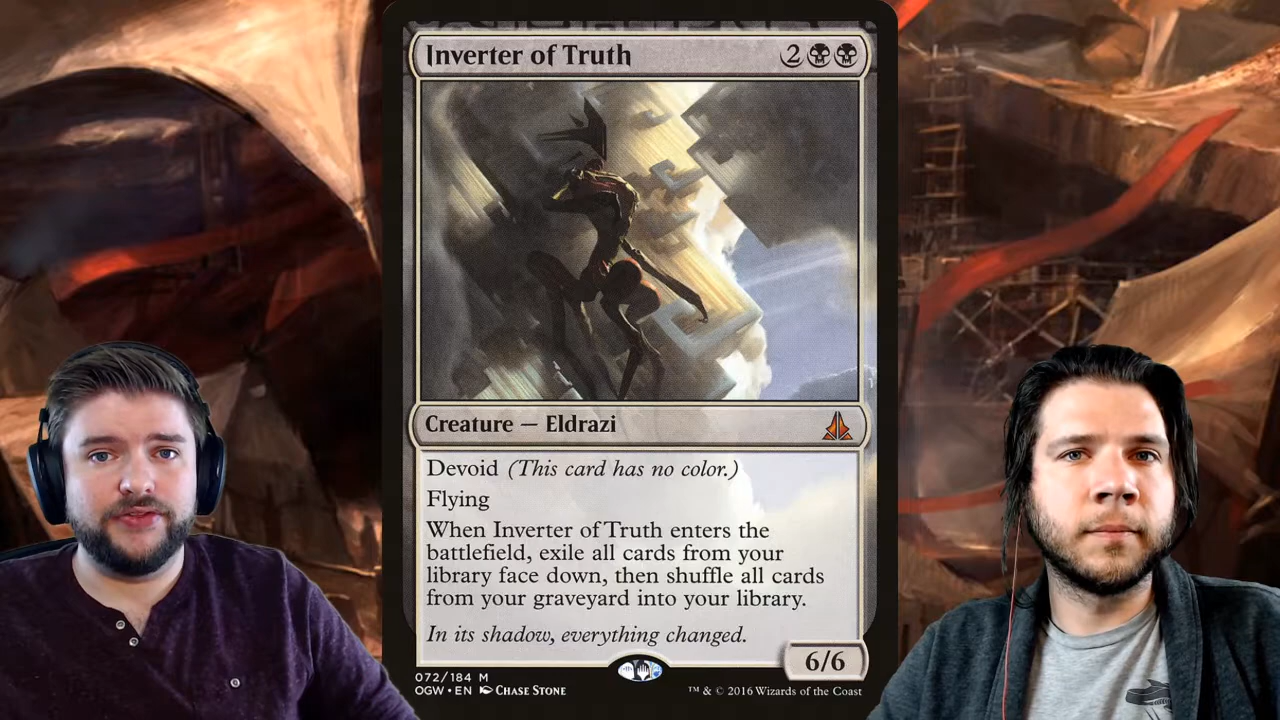 Inverter of Truth 2
Creature — Eldrazi
Devoid (This card has no color.)
Flying
When Inverter of Truth enters the
battlefield, exile all cards from your
library face down, then shuffle all cards
from your graveyard into your library.
In its shadow, everything changed.
6/6
072/184 M
OGW • EN CHASE STONE
™ & © 2016 Wizards of the Coast